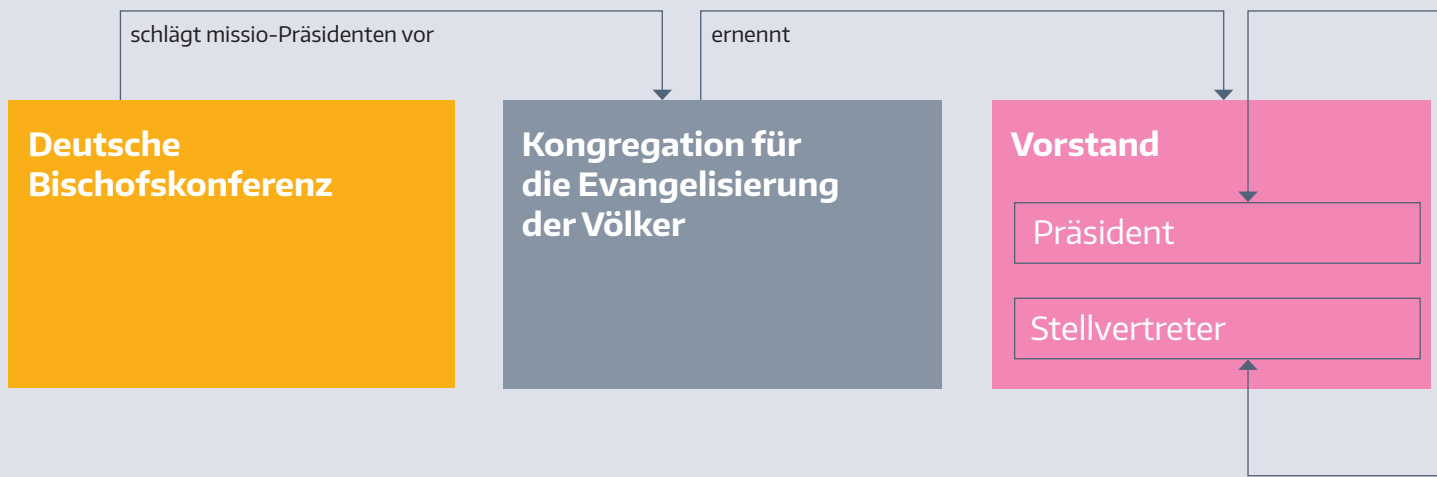 schlägt missio-Präsidenten vor
ernennt
Deutsche
Bischofskonferenz
Kongregation für
die Evangelisierung
der Völker
Vorstand
Präsident
Stellvertreter